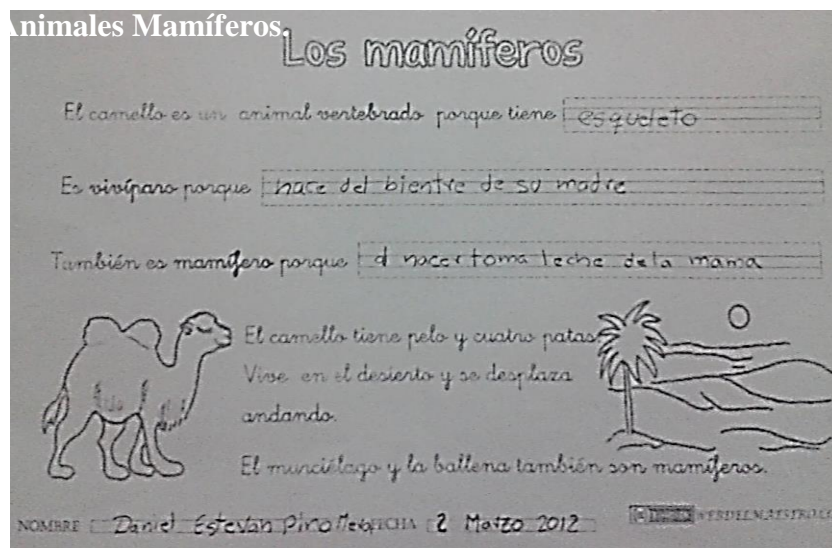 Animales Mamíferos.
Los mamíferos
El camello es un animal vertebrado porque tiene esqueleto
Es vivíparo porque nace del bientre de su madre
También es mamífero porque al nacer toma leche de la mama
El camello tiene pelo y cuatro patas.
Vive en el desierto y se desplaza
andando.
El murciélago y la ballena también son mamíferos.
NOMBRE Daniel Estevan Pino FECHA 2 Marzo 2012
WEBDELMAESTRO.CO